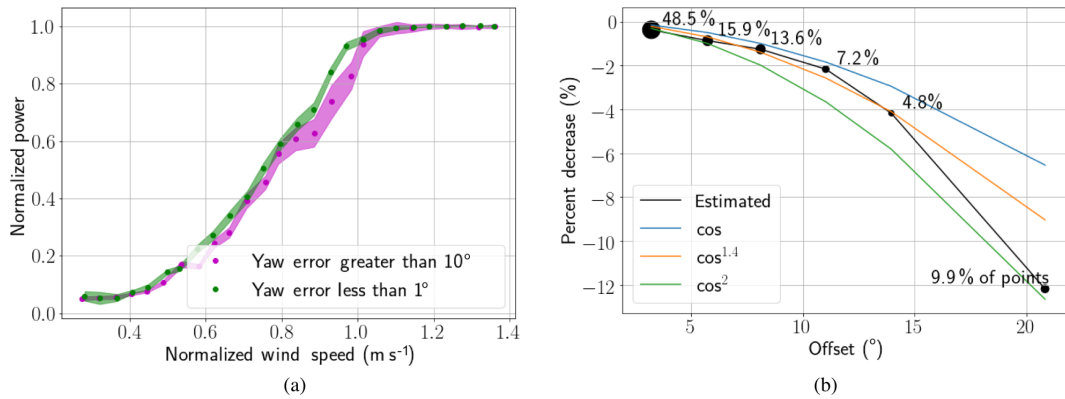 1.0
0.8
0.6
0.4
0.2
0.0
Normalized power
0.4 0.6 0.8 1.0 1.2 1.4
Normalized wind speed (m s⁻¹)
Yaw error greater than 10°
Yaw error less than 1°
(a)
0
−2
−4
−6
−8
−10
−12
Percent decrease (%)
48.5%
15.9%
13.6%
7.2%
4.8%
9.9% of points
Estimated
cos
cos¹·⁴
cos²
5 10 15 20
Offset (°)
(b)